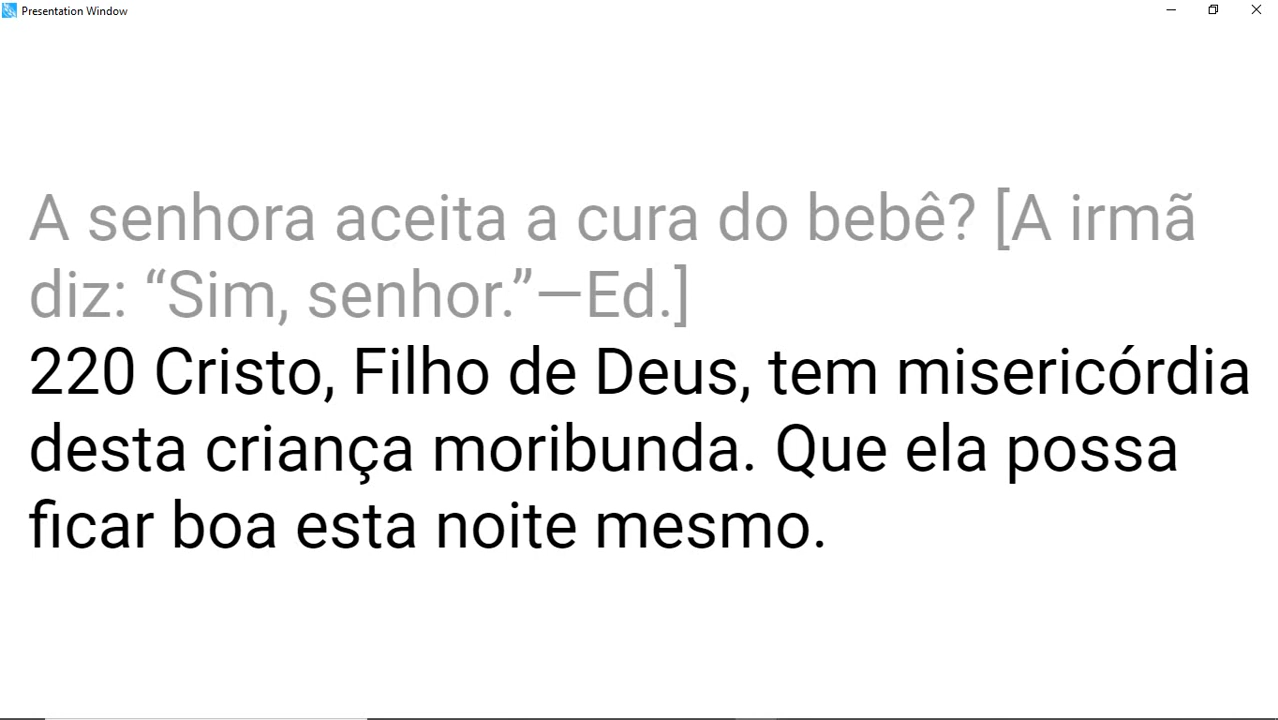 Presentation Window
A senhora aceita a cura do bebê? [A irmã
diz: “Sim, senhor.”—Ed.]
220 Cristo, Filho de Deus, tem misericórdia
desta criança moribunda. Que ela possa
ficar boa esta noite mesmo.